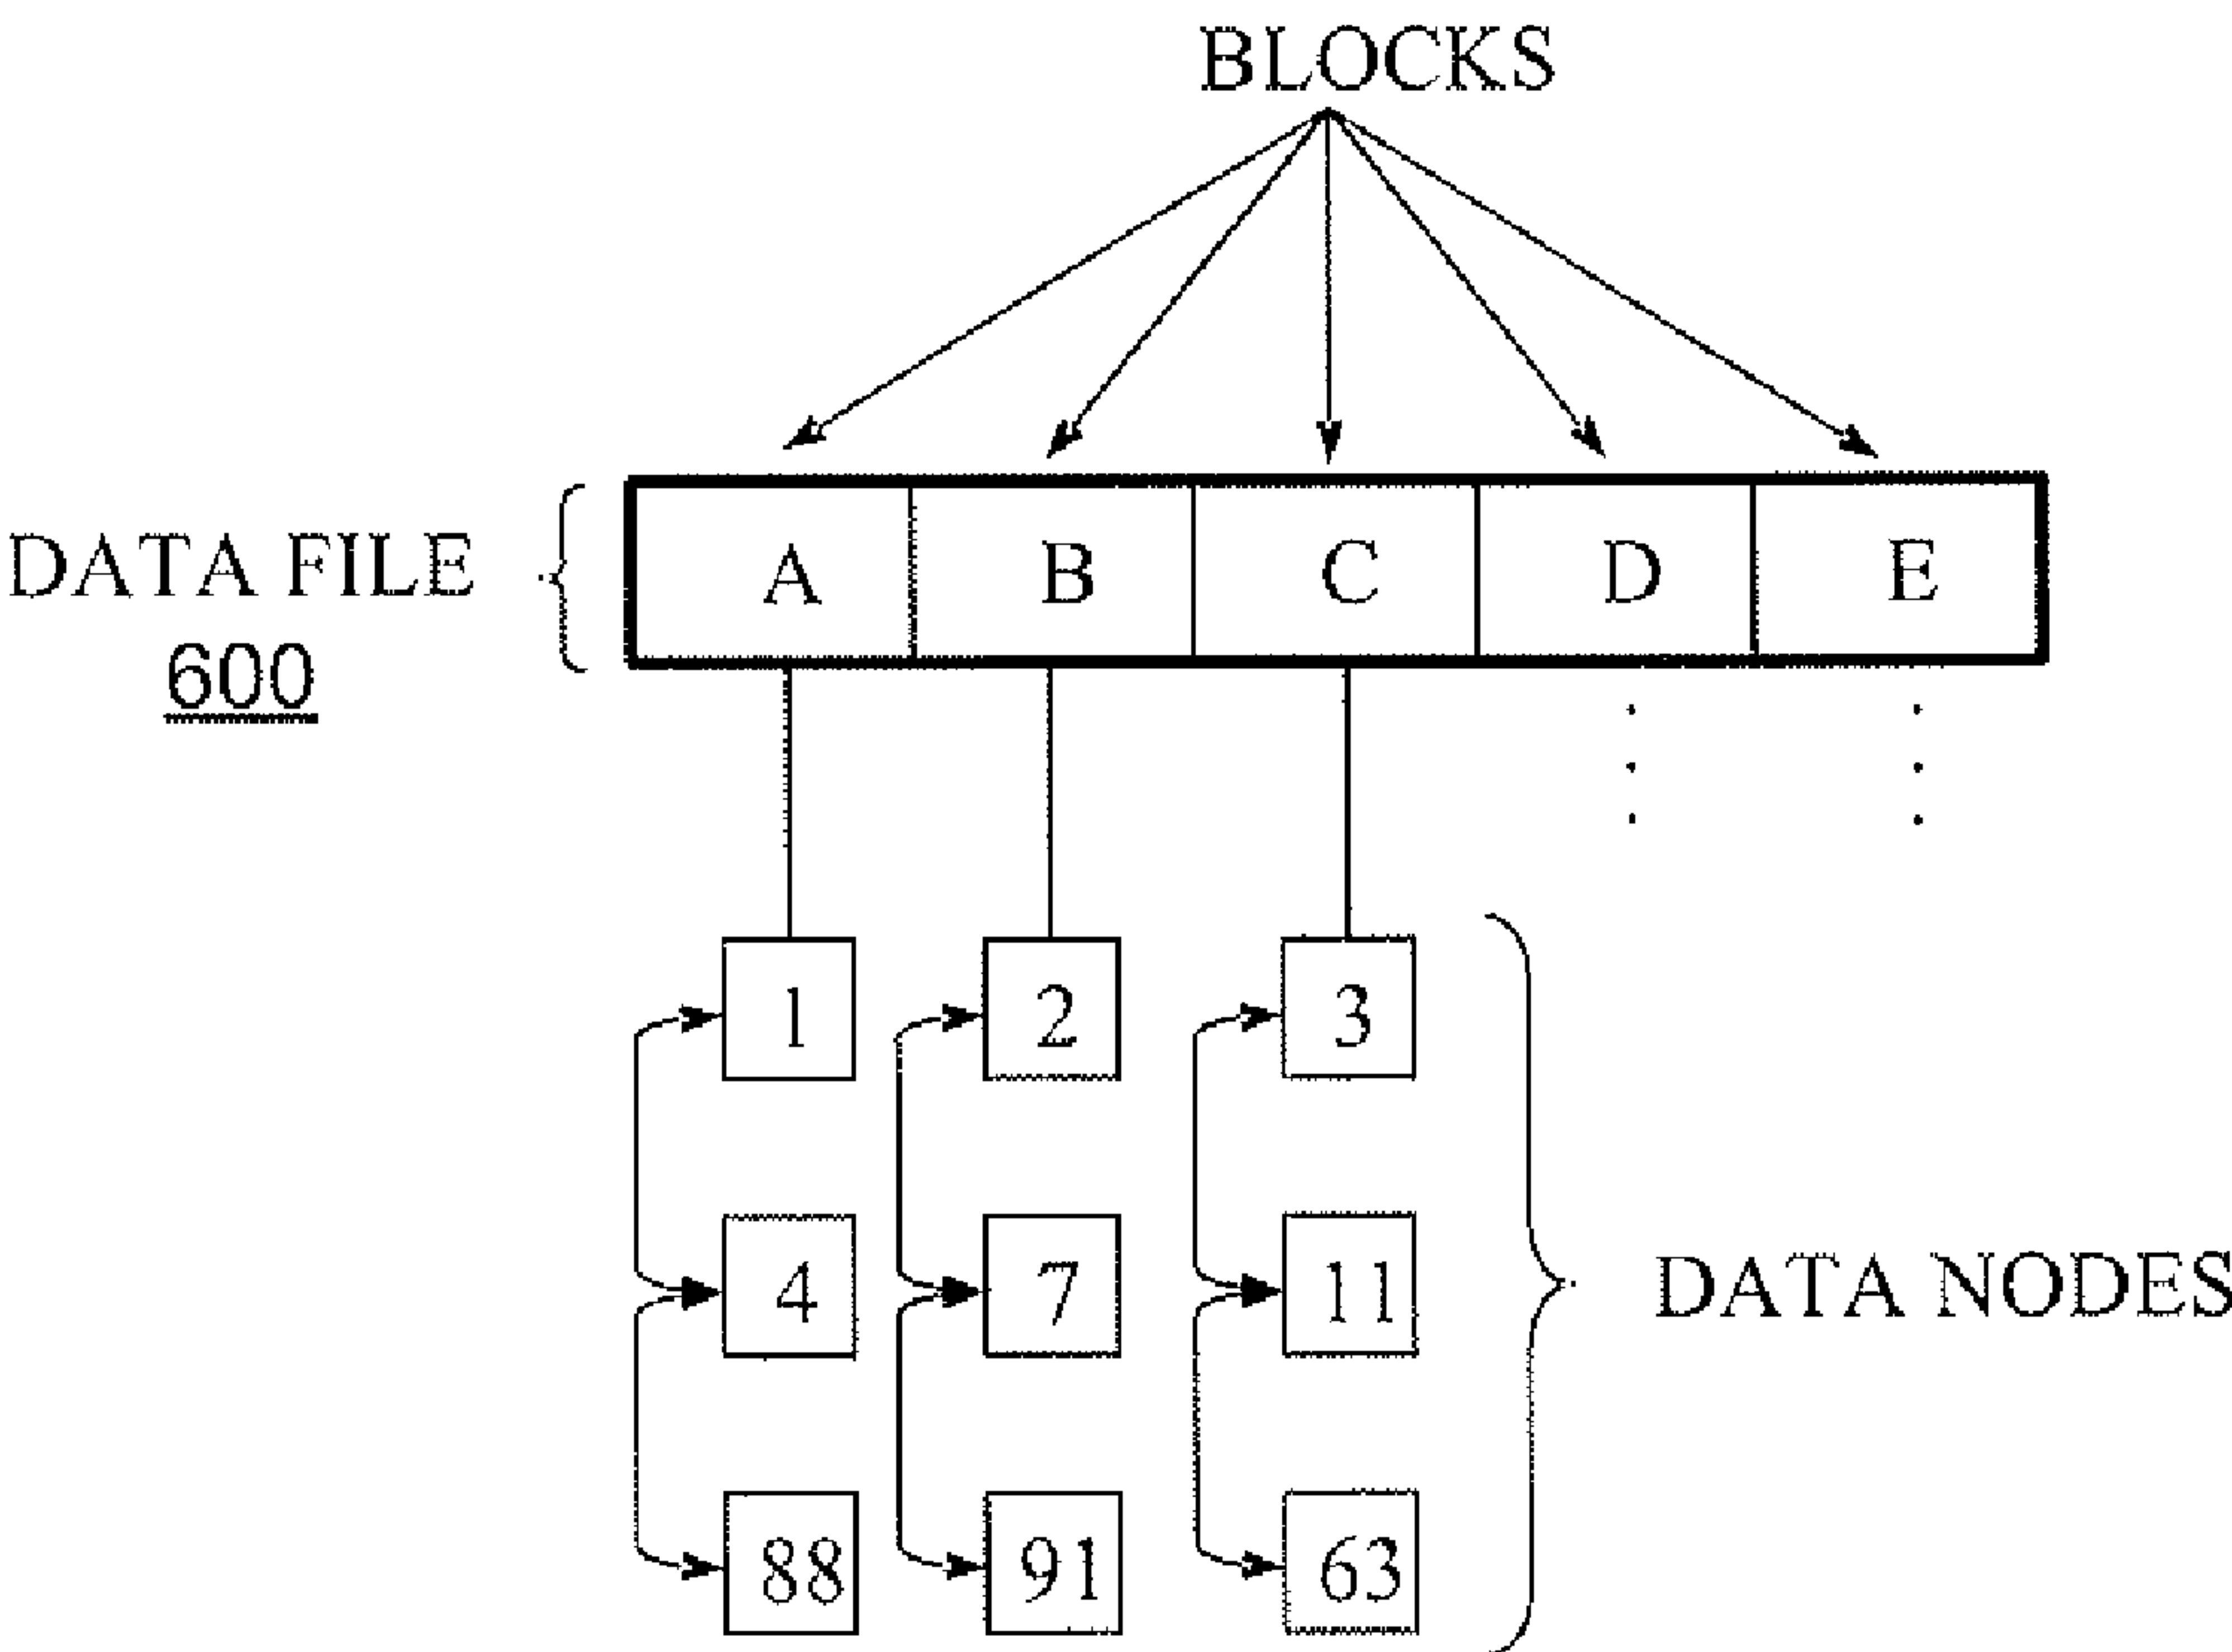 BLOCKS
DATA FILE
600
A B C D E
1 2 3
4 7 11
DATA NODES
88 91 63